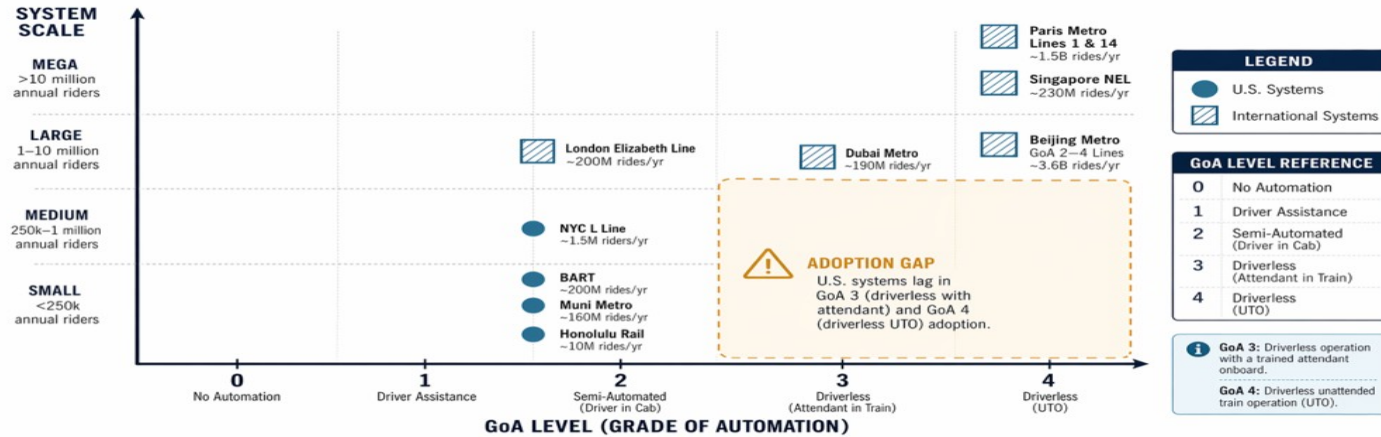 SYSTEM
SCALE
MEGA
>10 million
annual riders
LARGE
1–10 million
annual riders
MEDIUM
250k–1 million
annual riders
SMALL
<250k
annual riders
Paris Metro
Lines 1 & 14
~1.5B rides/yr
Singapore NEL
~230M rides/yr
London Elizabeth Line
~200M rides/yr
Dubai Metro
~190M rides/yr
Beijing Metro
GoA 2–4 Lines
~3.6B rides/yr
NYC L Line
~1.5M riders/yr
BART
~200M rides/yr
Muni Metro
~160M rides/yr
Honolulu Rail
~10M rides/yr
ADOPTION GAP
U.S. systems lag in
GoA 3 (driverless with
attendant) and GoA 4
(driverless UTO) adoption.
0
No Automation
1
Driver Assistance
2
Semi-Automated
(Driver in Cab)
3
Driverless
(Attendant in Train)
4
Driverless
(UTO)
GoA LEVEL (GRADE OF AUTOMATION)
LEGEND
U.S. Systems
International Systems
GoA LEVEL REFERENCE
0 No Automation
1 Driver Assistance
2 Semi-Automated
(Driver in Cab)
3 Driverless
(Attendant in Train)
4 Driverless
(UTO)
GoA 3: Driverless operation
with a trained attendant
onboard.
GoA 4: Driverless unattended
train operation (UTO).